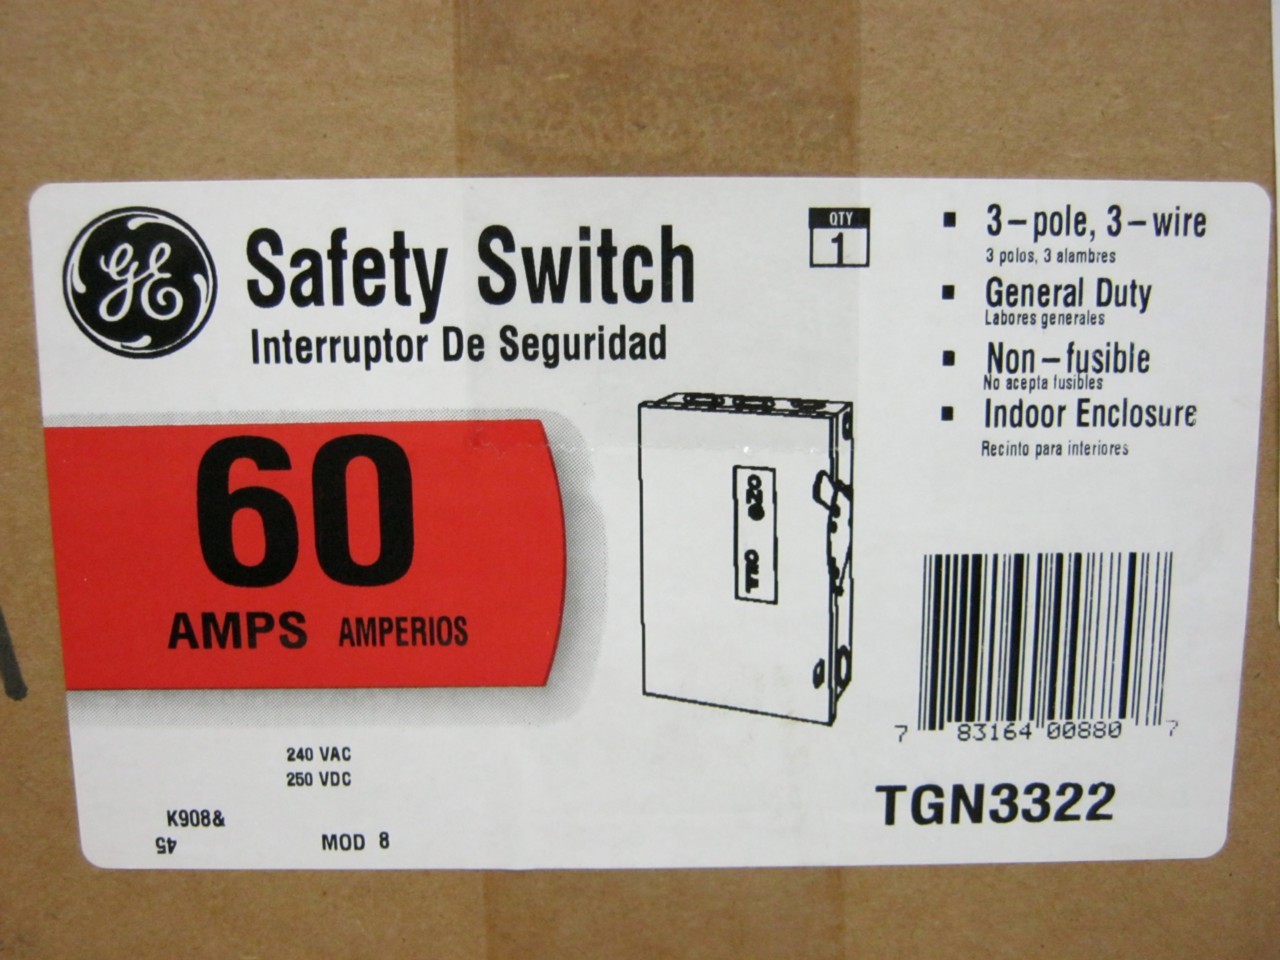 GE
Safety Switch
Interruptor De Seguridad
QTY
1
3-pole, 3-wire
3 polos, 3 alambres
General Duty
Labores generales
Non-fusible
No acepta fusibles
Indoor Enclosure
Recinto para interiores
60
AMPS AMPERIOS
240 VAC
250 VDC
K908&
45
MOD 8
7 83164 00880 7
TGN3322